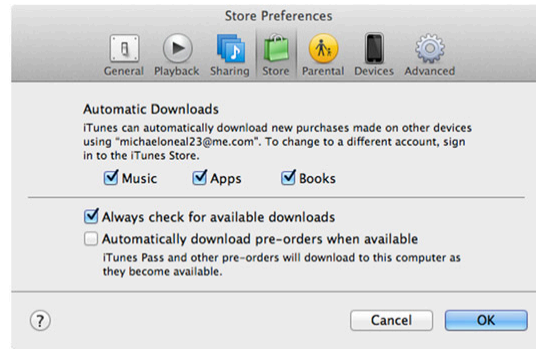 Store Preferences
General Playback Sharing Store Parental Devices Advanced
Automatic Downloads
iTunes can automatically download new purchases made on other devices
using "michaeloneal23@me.com". To change to a different account, sign
in to the iTunes Store.
Music Apps Books
Always check for available downloads
Automatically download pre-orders when available
iTunes Pass and other pre-orders will download to this computer as
they become available.
? Cancel OK